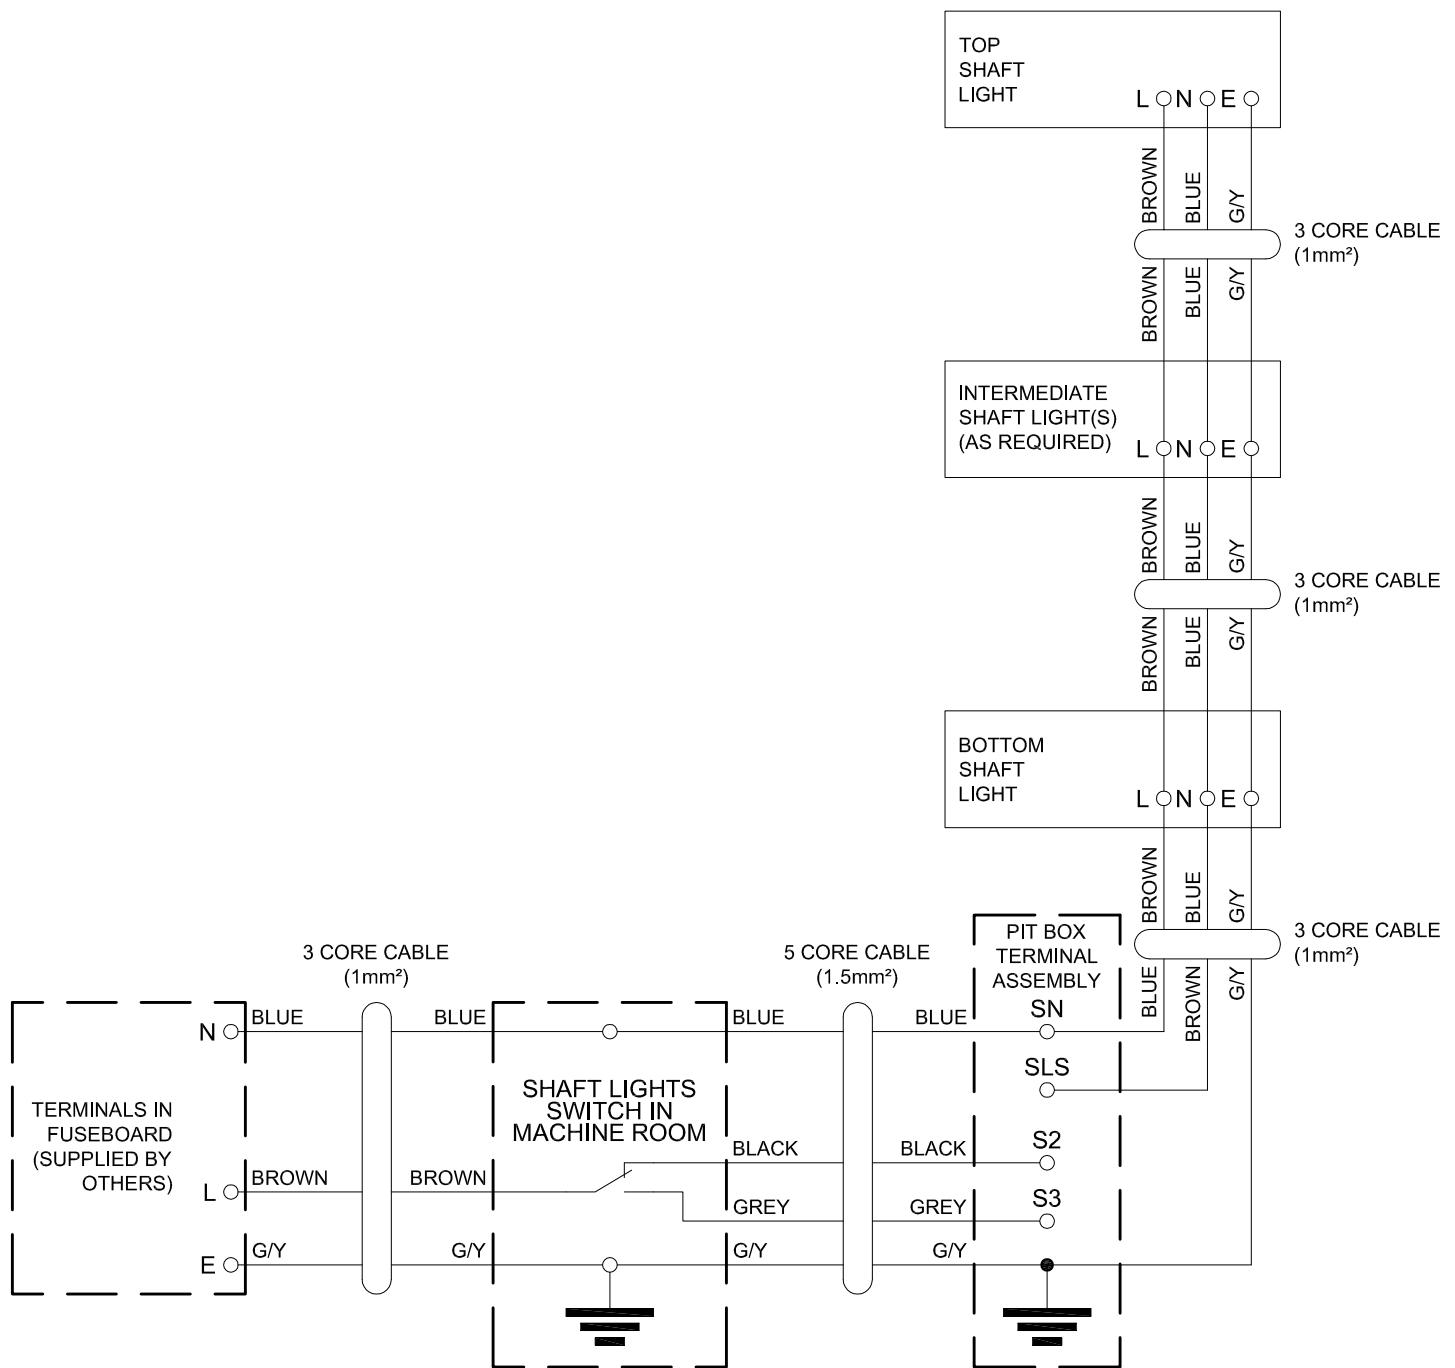 TOP
SHAFT
LIGHT
L N E
BROWN BLUE G/Y
3 CORE CABLE
(1mm²)
BROWN BLUE G/Y
INTERMEDIATE
SHAFT LIGHT(S)
(AS REQUIRED)
L N E
BROWN BLUE G/Y
3 CORE CABLE
(1mm²)
BROWN BLUE G/Y
BOTTOM
SHAFT
LIGHT
L N E
BROWN BLUE G/Y
3 CORE CABLE
(1mm²)
BLUE BROWN G/Y
3 CORE CABLE
(1mm²)
5 CORE CABLE
(1.5mm²)
PIT BOX
TERMINAL
ASSEMBLY
N BLUE BLUE BLUE BLUE SN
SLS
TERMINALS IN
FUSEBOARD
(SUPPLIED BY
OTHERS)
SHAFT LIGHTS
SWITCH IN
MACHINE ROOM
BLACK BLACK S2
L BROWN BROWN
GREY GREY S3
E G/Y G/Y G/Y G/Y